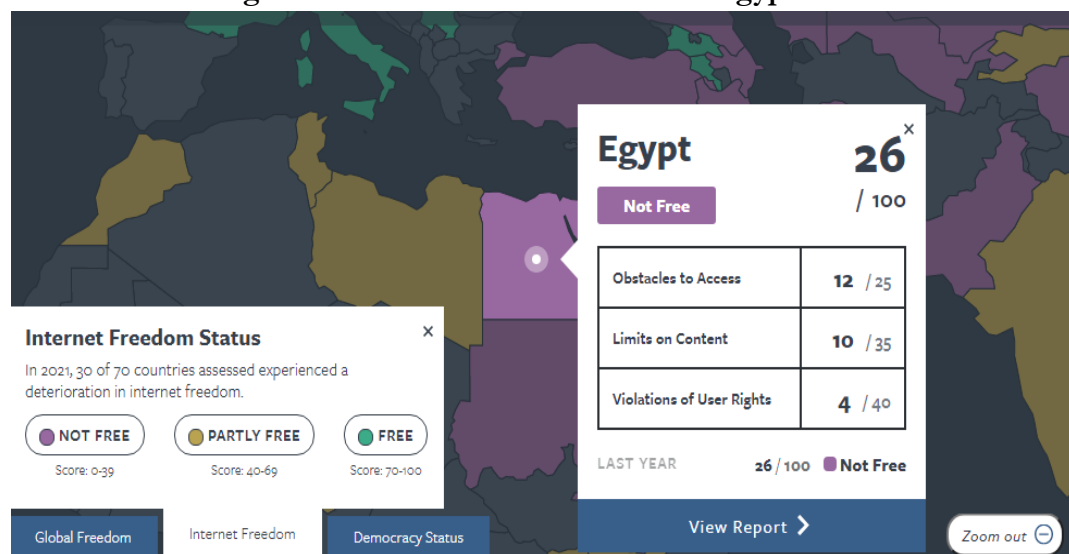 Egypt
×
26
/ 100
Not Free
Obstacles to Access 12 / 25
Limits on Content 10 / 35
Violations of User Rights 4 / 40
LAST YEAR 26 / 100 Not Free
View Report
Internet Freedom Status ×
In 2021, 30 of 70 countries assessed experienced a
deterioration in internet freedom.
NOT FREE PARTLY FREE FREE
Score: 0-39 Score: 40-69 Score: 70-100
Global Freedom Internet Freedom Democracy Status
Zoom out